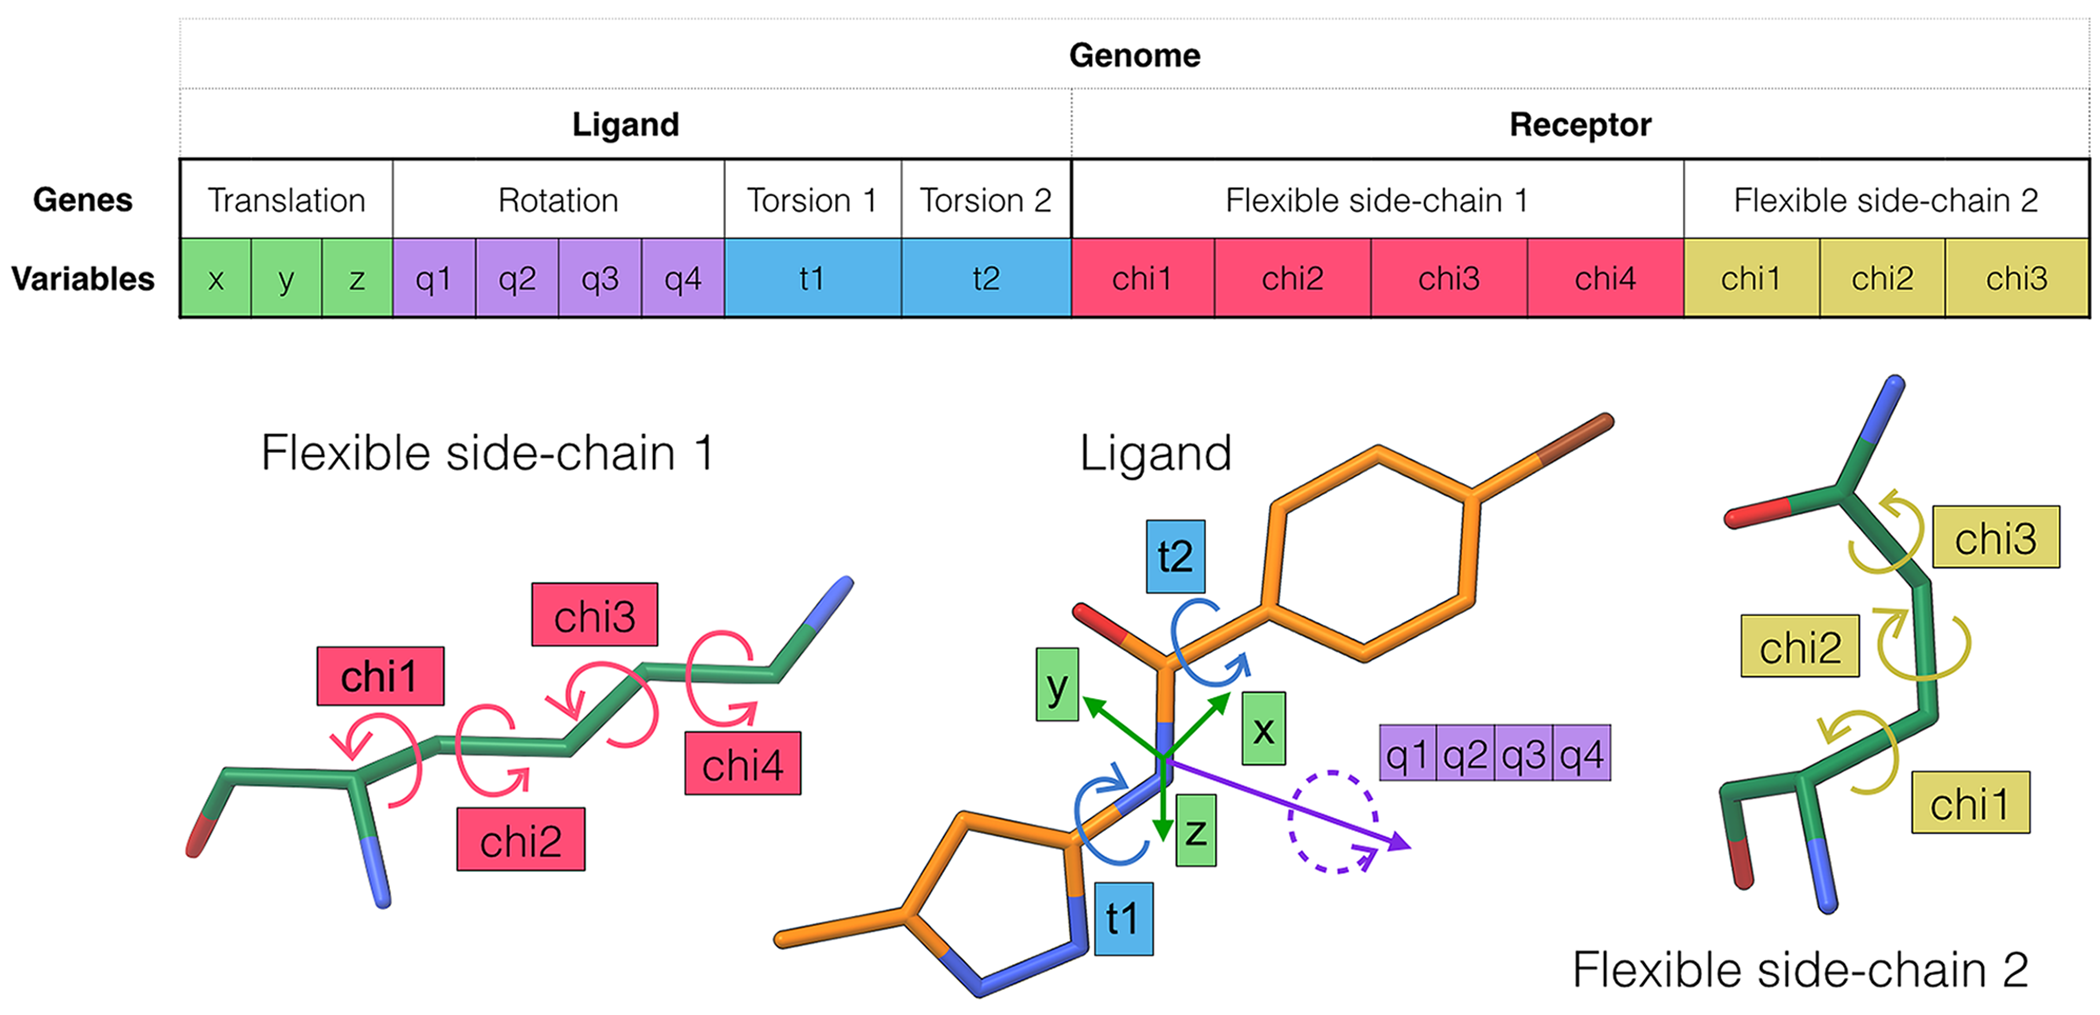 Genome
Ligand Receptor
Genes Translation Rotation Torsion 1 Torsion 2 Flexible side-chain 1 Flexible side-chain 2
Variables x y z q1 q2 q3 q4 t1 t2 chi1 chi2 chi3 chi4 chi1 chi2 chi3
Flexible side-chain 1
chi1
chi3
chi2
chi4
Ligand
t2
y
x
z
q1 q2 q3 q4
t1
chi3
chi2
chi1
Flexible side-chain 2